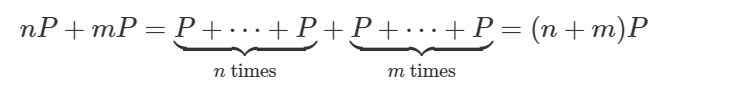 nP + mP = P + ··· + P + P + ··· + P = (n + m)P
n times m times